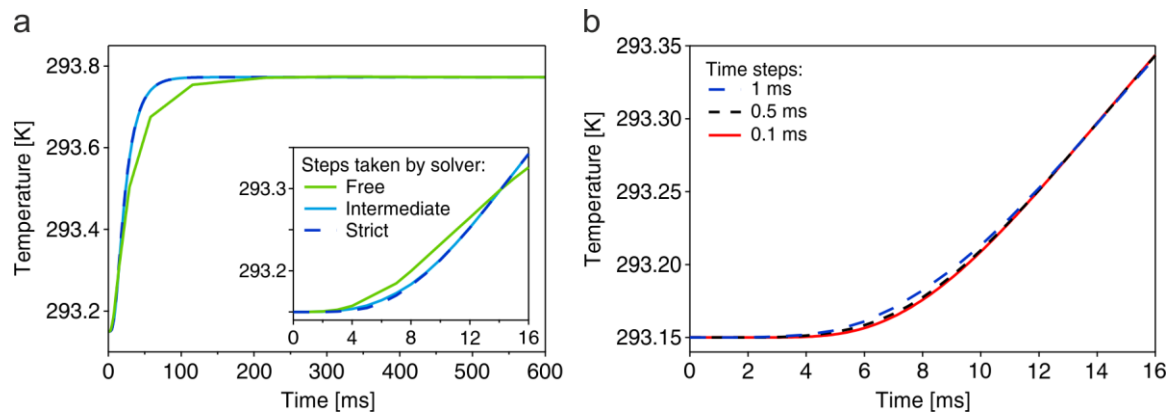 a
293.8
293.6
293.4
293.2
Temperature [K]
0 100 200 300 400 500 600
Time [ms]
Steps taken by solver:
Free
Intermediate
Strict
293.3
293.2
0 4 8 12 16
b
293.35
293.30
293.25
293.20
293.15
Temperature [K]
Time steps:
1 ms
0.5 ms
0.1 ms
0 2 4 6 8 10 12 14 16
Time [ms]